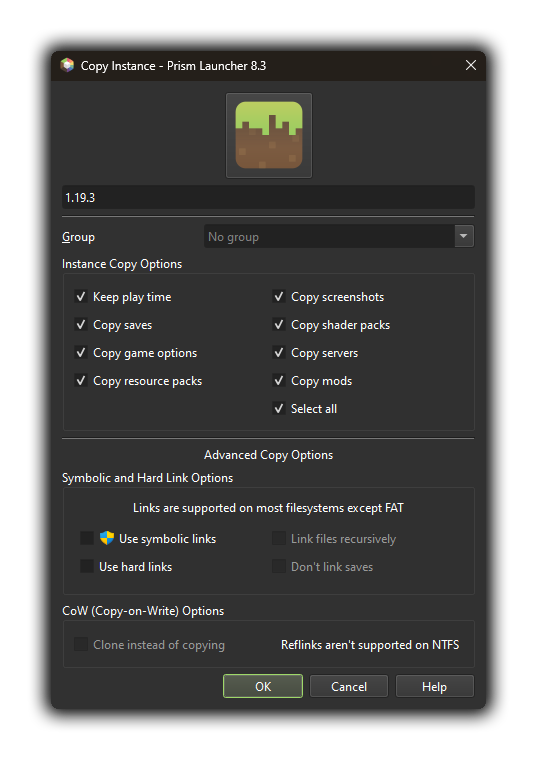 Copy Instance - Prism Launcher 8.3
1.19.3
Group No group
Instance Copy Options
Keep play time Copy screenshots
Copy saves Copy shader packs
Copy game options Copy servers
Copy resource packs Copy mods
Select all
Advanced Copy Options
Symbolic and Hard Link Options
Links are supported on most filesystems except FAT
Use symbolic links Link files recursively
Use hard links Don't link saves
CoW (Copy-on-Write) Options
Clone instead of copying Reflinks aren't supported on NTFS
OK Cancel Help